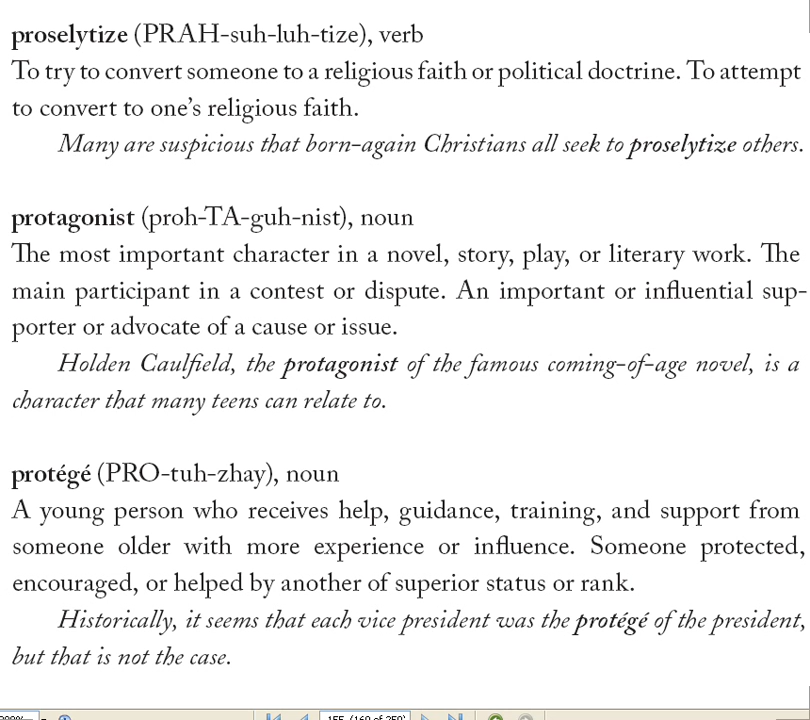 proselytize (PRAH-suh-luh-tize), verb
To try to convert someone to a religious faith or political doctrine. To attempt
to convert to one’s religious faith.
Many are suspicious that born-again Christians all seek to proselytize others.
protagonist (proh-TA-guh-nist), noun
The most important character in a novel, story, play, or literary work. The
main participant in a contest or dispute. An important or influential sup-
porter or advocate of a cause or issue.
Holden Caulfield, the protagonist of the famous coming-of-age novel, is a
character that many teens can relate to.
protégé (PRO-tuh-zhay), noun
A young person who receives help, guidance, training, and support from
someone older with more experience or influence. Someone protected,
encouraged, or helped by another of superior status or rank.
Historically, it seems that each vice president was the protégé of the president,
but that is not the case.